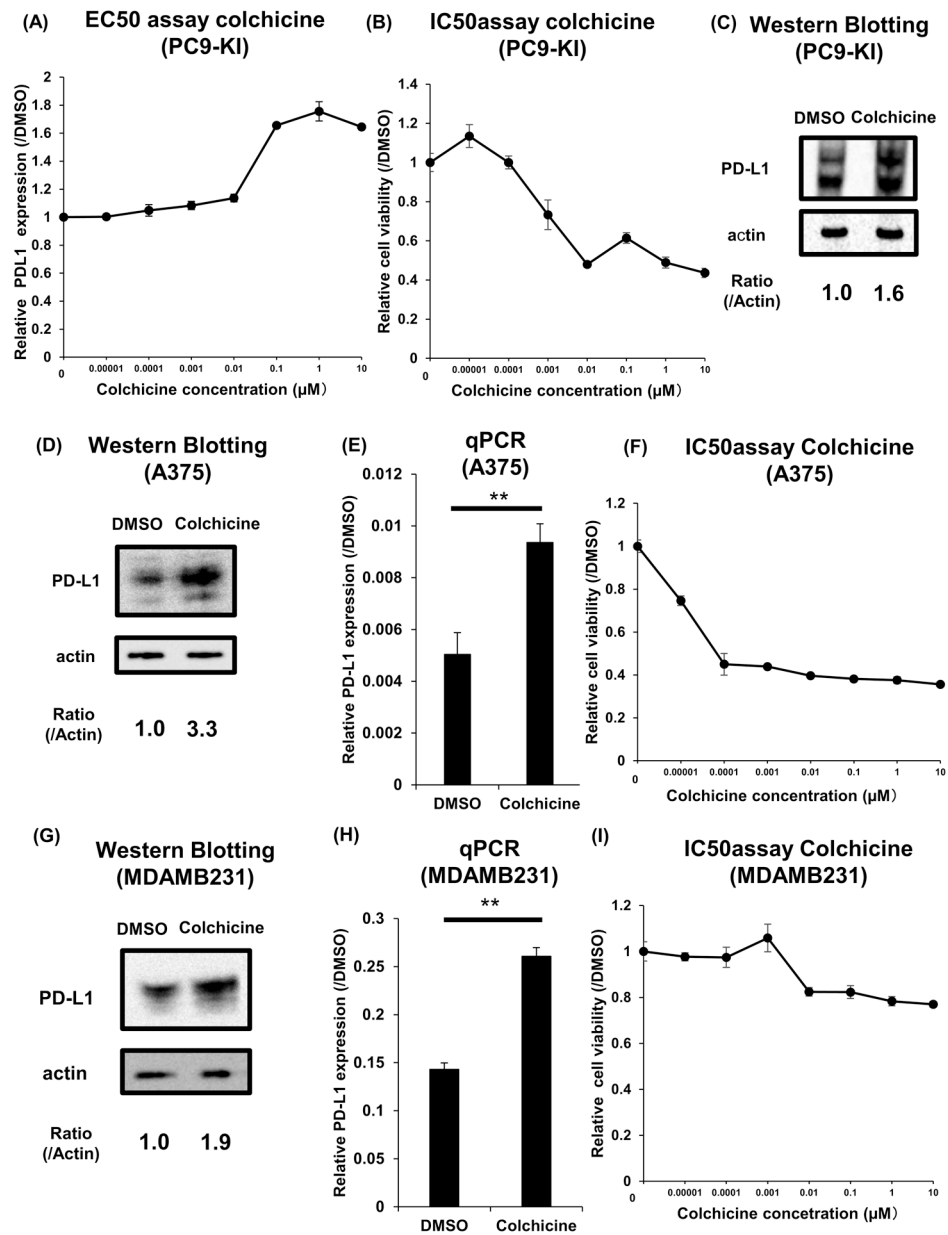 (A)
EC50 assay colchicine
(PC9-KI)
Relative PDL1 expression (/DMSO)
2
1.8
1.6
1.4
1.2
1
0.8
0.6
0.4
0.2
0
0
0.00001
0.0001
0.001
0.01
0.1
1
10
Colchicine concentration (µM)
(B)
IC50assay colchicine
(PC9-KI)
Relative cell viability (/DMSO)
1.4
1.2
1
0.8
0.6
0.4
0.2
0
0
0.00001
0.0001
0.001
0.01
0.1
1
10
Colchicine concentration (µM)
(C)
Western Blotting
(PC9-KI)
DMSO Colchicine
PD-L1
actin
Ratio
(/Actin)
1.0 1.6
(D)
Western Blotting
(A375)
DMSO Colchicine
PD-L1
actin
Ratio
(/Actin)
1.0 3.3
(E)
qPCR
(A375)
Relative PD-L1 expression (/DMSO)
0.012
0.01
0.008
0.006
0.004
0.002
0
**
DMSO Colchicine
(F)
IC50assay Colchicine
(A375)
Relative cell viability (/DMSO)
1.2
1
0.8
0.6
0.4
0.2
0
0
0.00001
0.0001
0.001
0.01
0.1
1
10
Colchicine concentration (µM)
(G)
Western Blotting
(MDAMB231)
DMSO Colchicine
PD-L1
actin
Ratio
(/Actin)
1.0 1.9
(H)
qPCR
(MDAMB231)
Relative PD-L1 expression (/DMSO)
0.3
0.25
0.2
0.15
0.1
0.05
0
**
DMSO Colchicine
(I)
IC50assay Colchicine
(MDAMB231)
Relative cell viability (/DMSO)
1.2
1
0.8
0.6
0.4
0.2
0
0
0.00001
0.0001
0.001
0.01
0.1
1
10
Colchicine concetration (µM)